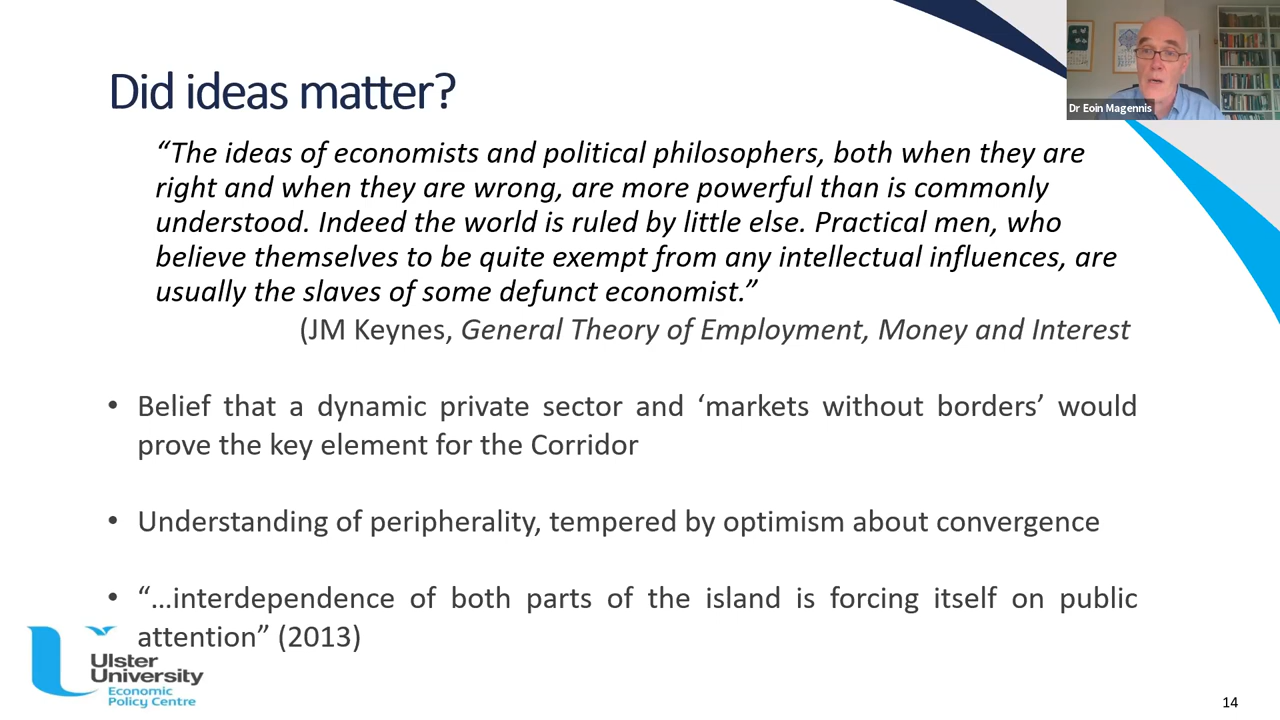 Did ideas matter?
Dr Eoin Magennis
“The ideas of economists and political philosophers, both when they are
right and when they are wrong, are more powerful than is commonly
understood. Indeed the world is ruled by little else. Practical men, who
believe themselves to be quite exempt from any intellectual influences, are
usually the slaves of some defunct economist.”
(JM Keynes, General Theory of Employment, Money and Interest
• Belief that a dynamic private sector and ‘markets without borders’ would
prove the key element for the Corridor
• Understanding of peripherality, tempered by optimism about convergence
• “…interdependence of both parts of the island is forcing itself on public
attention” (2013)
Ulster
University
Economic
Policy Centre
14